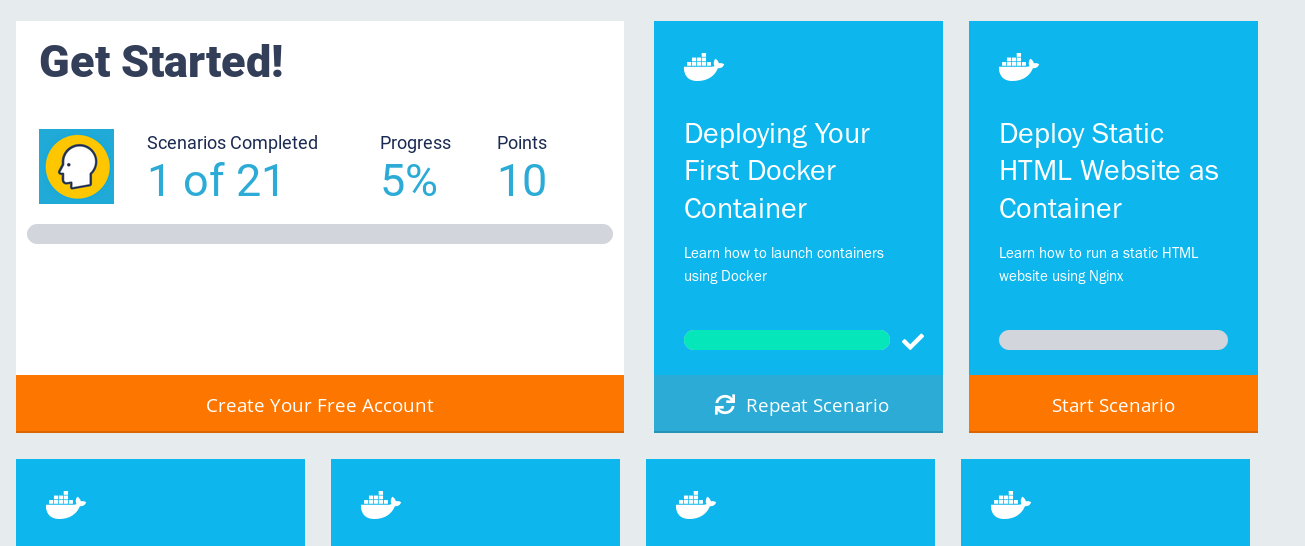 Get Started!
Scenarios Completed
1 of 21
Progress
5%
Points
10
Create Your Free Account
Deploying Your
First Docker
Container
Learn how to launch containers
using Docker
Repeat Scenario
Deploy Static
HTML Website as
Container
Learn how to run a static HTML
website using Nginx
Start Scenario